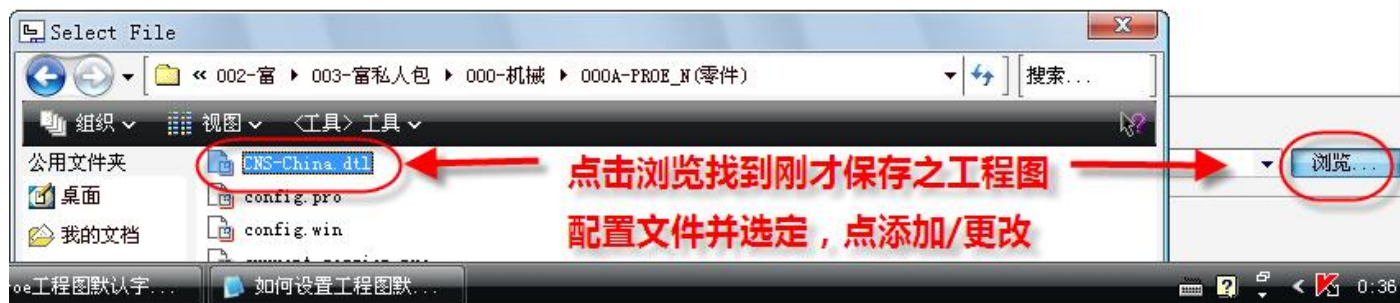 Select File
« 002-富 ▸ 003-富私人包 ▸ 000-机械 ▸ 000A-PROE_N(零件)
搜索...
组织 视图 <工具> 工具
公用文件夹
CNS-China.dtl
点击浏览找到刚才保存之工程图
浏览...
桌面
config.pro
我的文档
config.win
配置文件并选定，点添加/更改
oe工程图默认字...
如何设置工程图默...
0:36